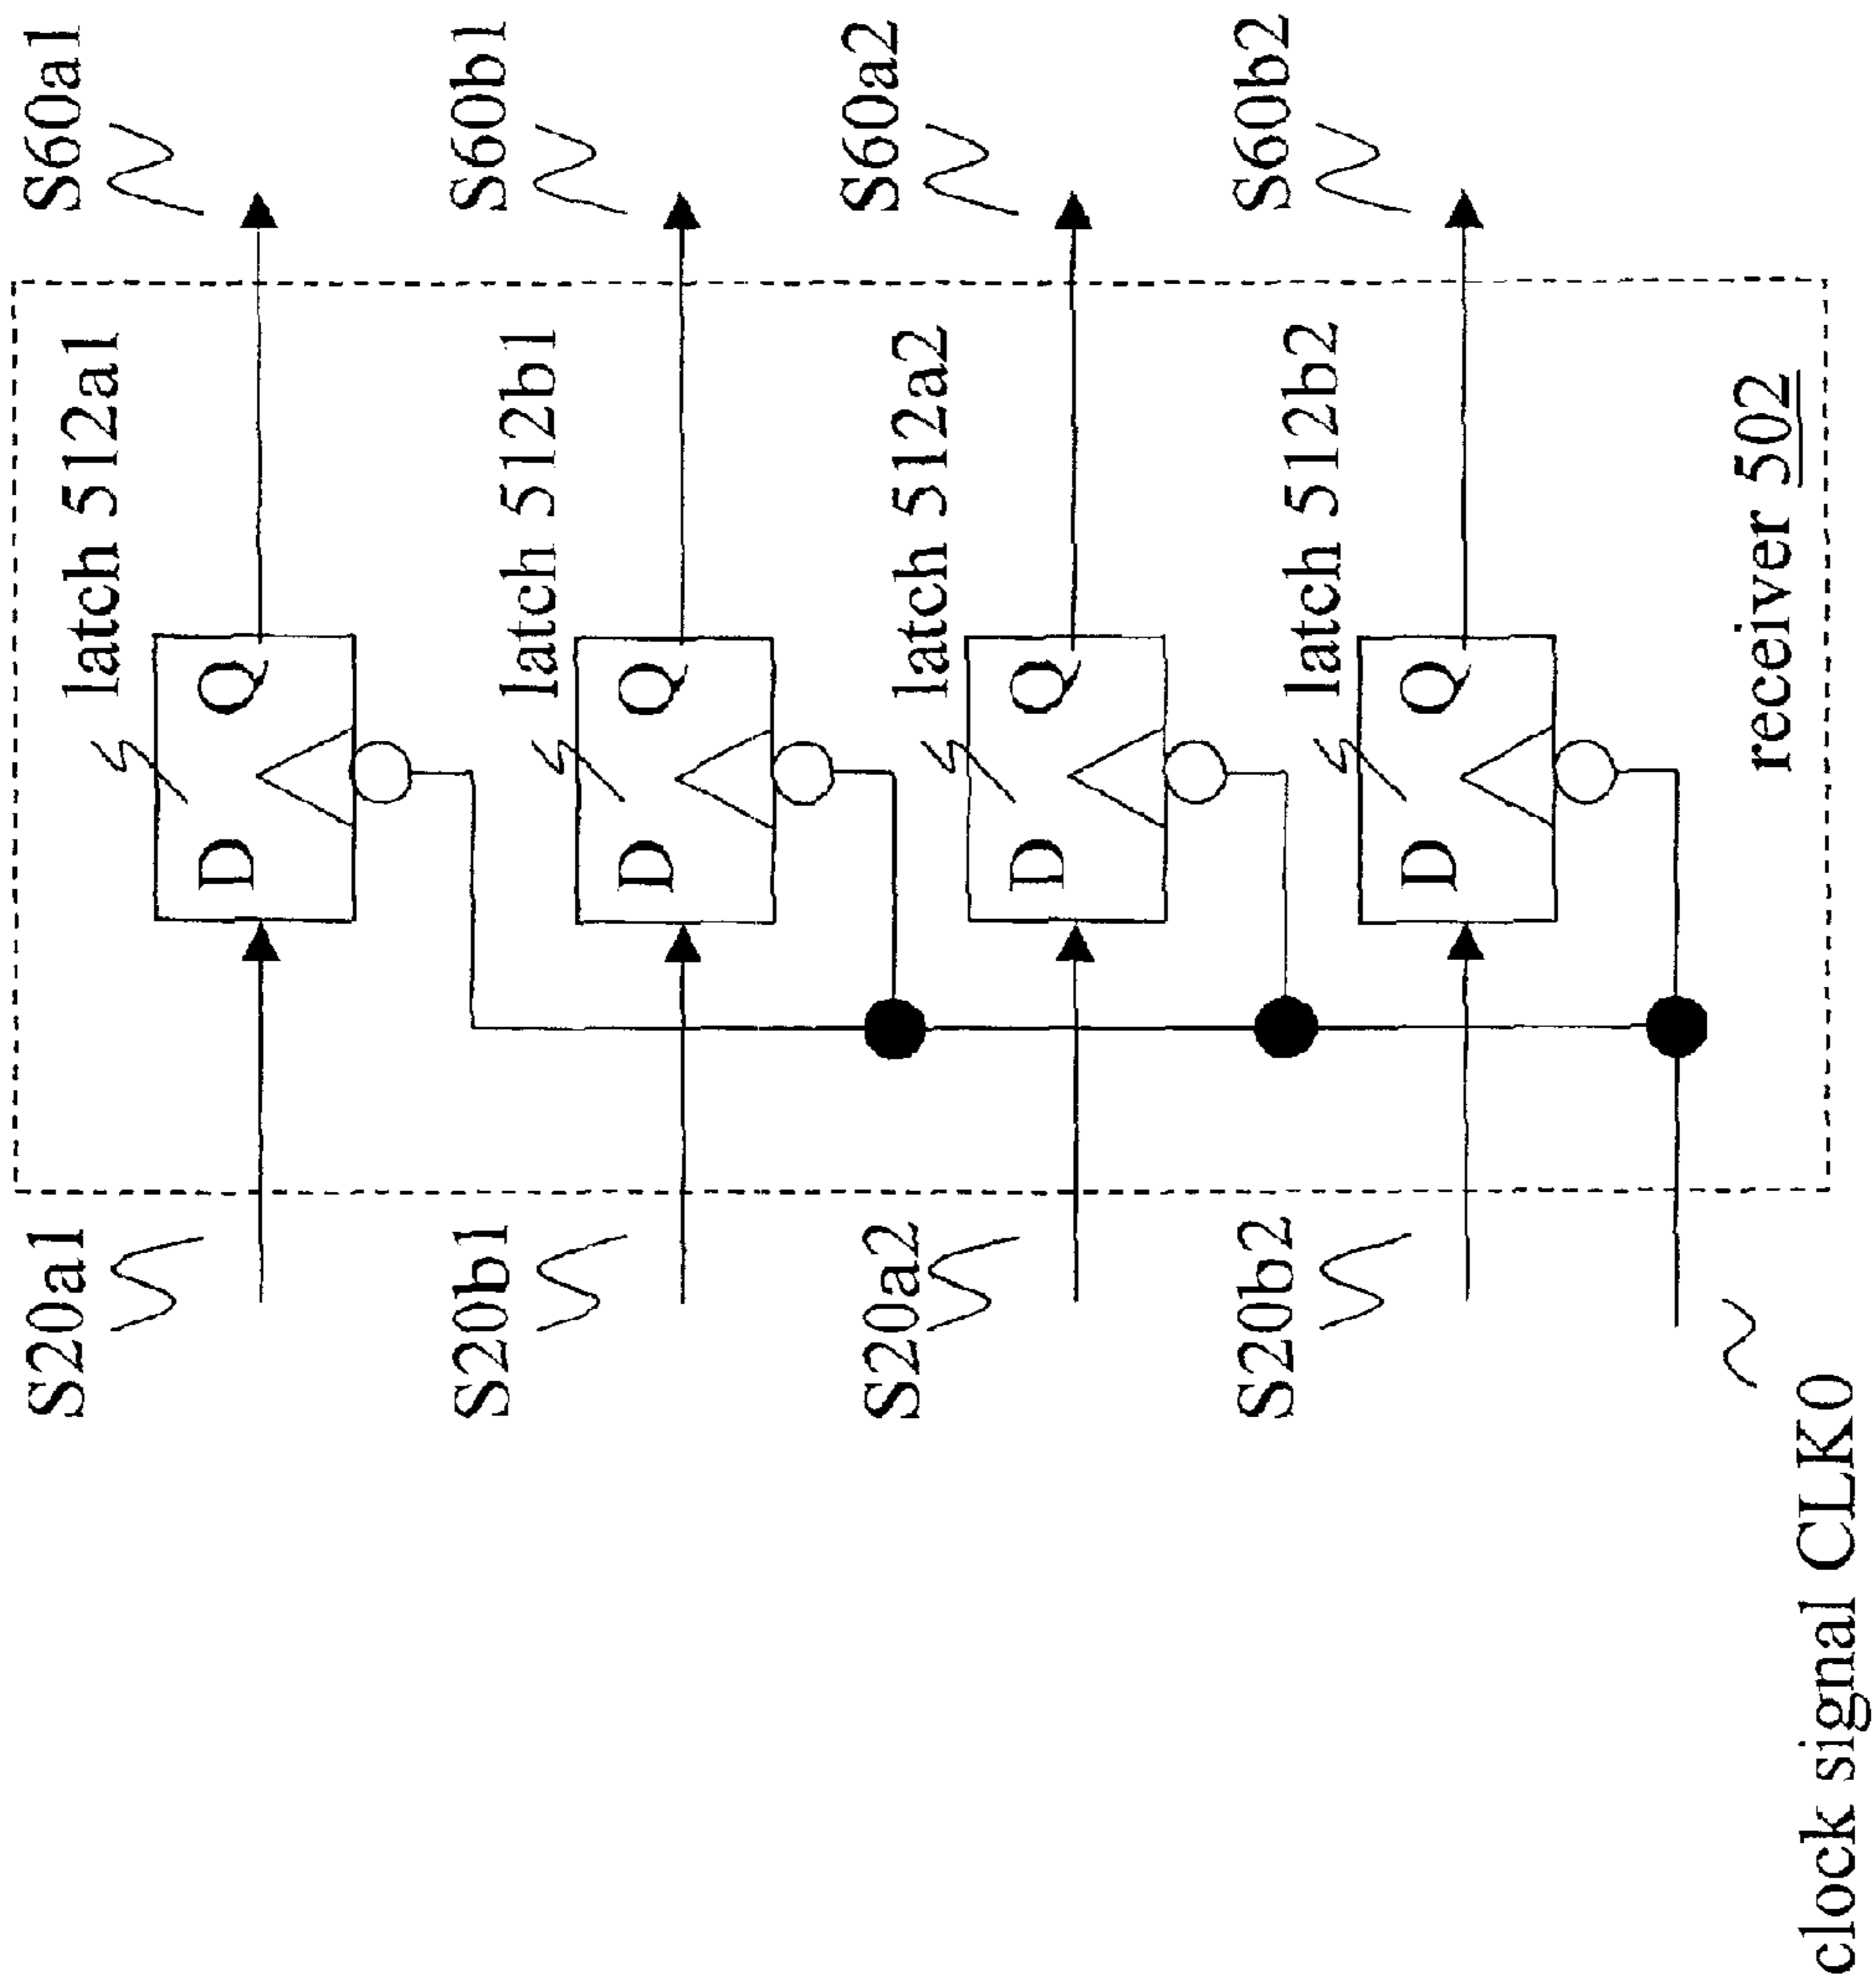 S20a1
latch 512a1
D
Q
S60a1
S20b1
latch 512b1
D
Q
S60b1
S20a2
latch 512a2
D
Q
S60a2
S20b2
latch 512b2
D
Q
S60b2
receiver 502
clock signal CLK0